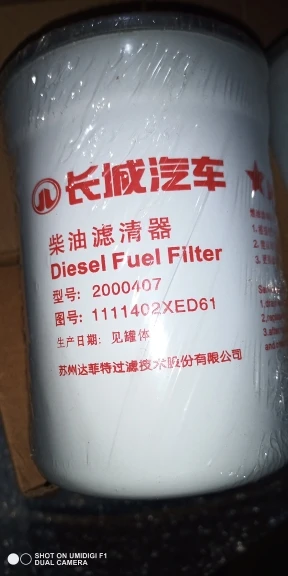 长城汽车
柴油滤清器
Diesel Fuel Filter
型号: 2000407
图号: 1111402XED61
生产日期: 见罐体
苏州达菲特过滤技术股份有限公司
SHOT ON UMIDIGI F1
DUAL CAMERA